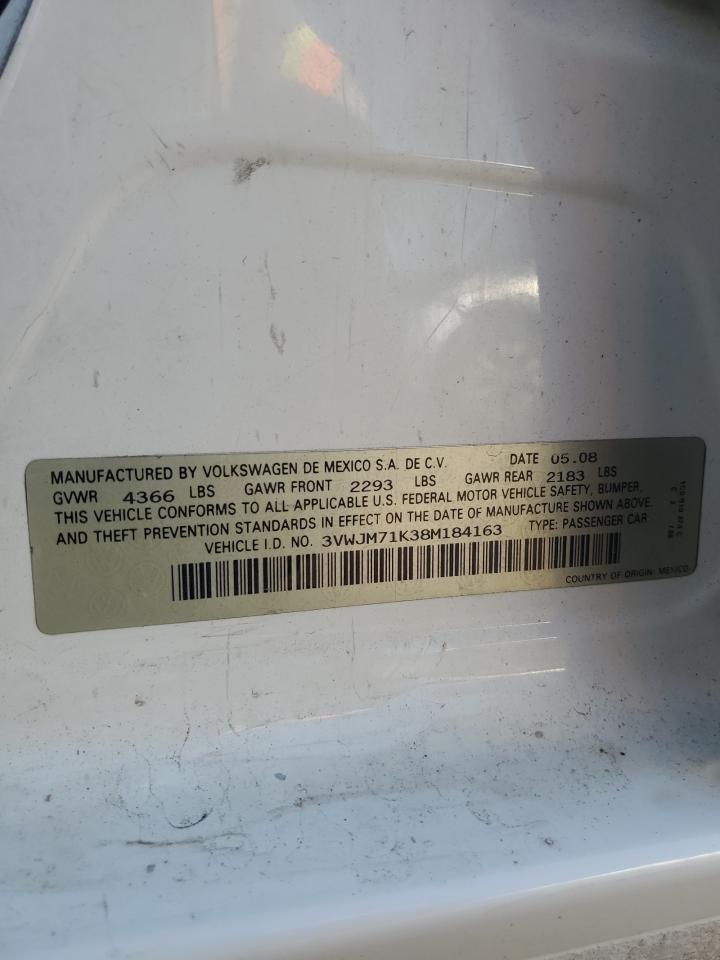 MANUFACTURED BY VOLKSWAGEN DE MEXICO S.A. DE C.V. DATE 05.08
GVWR 4366 LBS GAWR FRONT 2293 LBS GAWR REAR 2183 LBS
THIS VEHICLE CONFORMS TO ALL APPLICABLE U.S. FEDERAL MOTOR VEHICLE SAFETY, BUMPER,
AND THEFT PREVENTION STANDARDS IN EFFECT ON THE DATE OF MANUFACTURE SHOWN ABOVE.
VEHICLE I.D. NO. 3VWJM71K38M184163 TYPE: PASSENGER CAR
COUNTRY OF ORIGIN: MEXICO